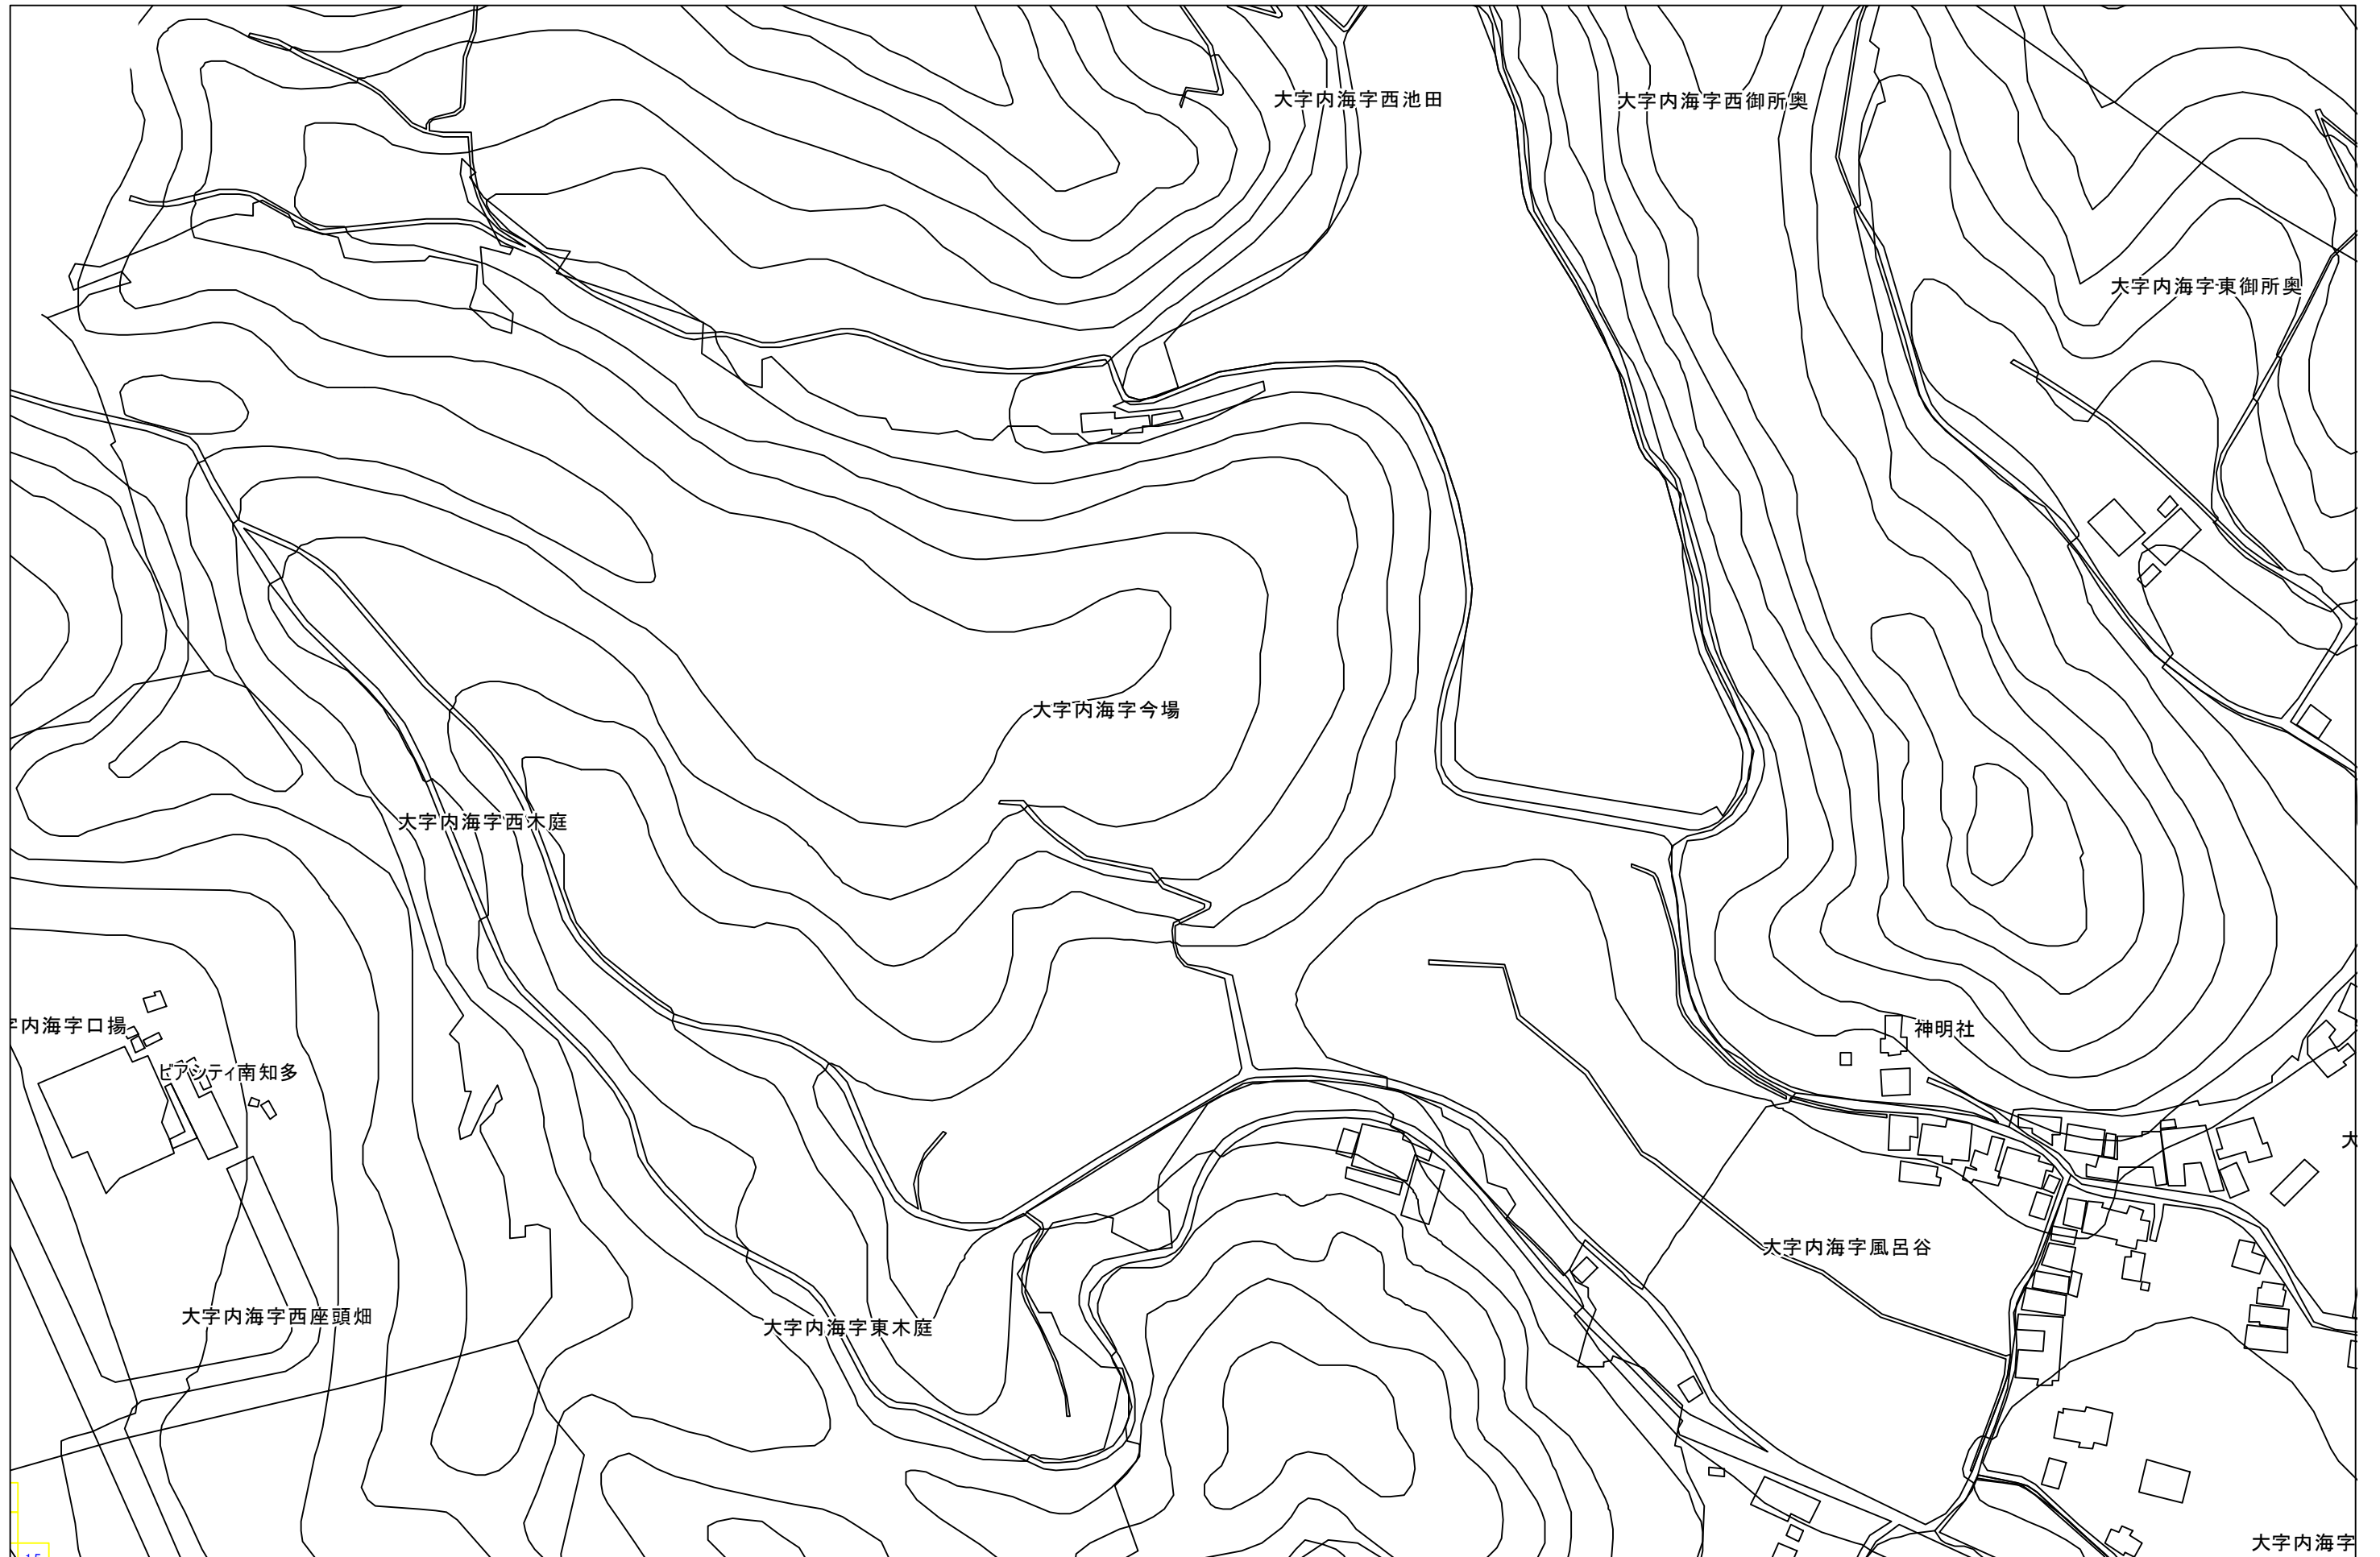 大字内海字西池田
大字内海字西御所奥
大字内海字東御所奥
大字内海字今場
大字内海字西木庭
字内海字口揚
神明社
ビアシティ南知多
大
大字内海字風呂谷
大字内海字西座頭畑
大字内海字東木庭
大字内海字
15